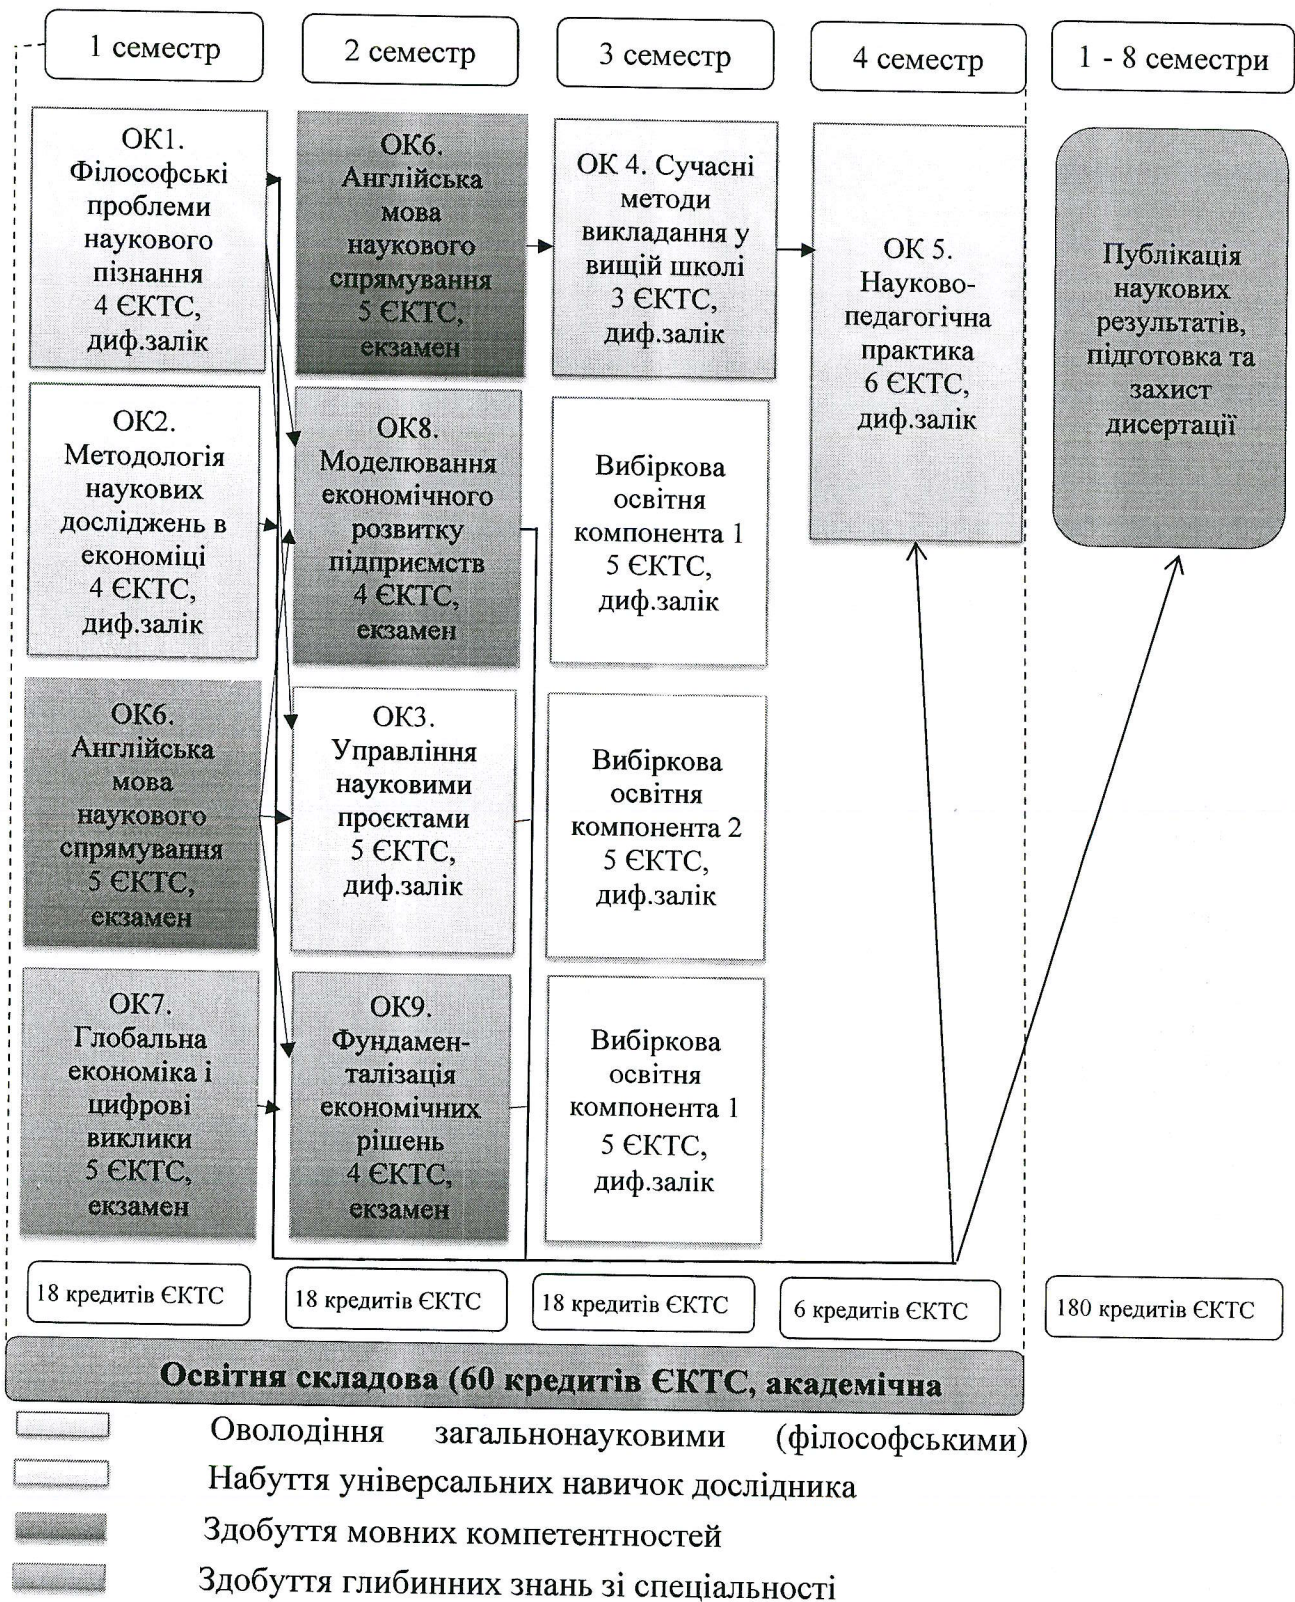 1 семестр
2 семестр
3 семестр
4 семестр
1 - 8 семестри
ОК1.
Філософські
проблеми
наукового
пізнання
4 ЄКТС,
диф.залік
ОК2.
Методологія
наукових
досліджень в
економіці
4 ЄКТС,
диф.залік
ОК6.
Англійська
мова
наукового
спрямування
5 ЄКТС,
екзамен
ОК7.
Глобальна
економіка і
цифрові
виклики
5 ЄКТС,
екзамен
ОК6.
Англійська
мова
наукового
спрямування
5 ЄКТС,
екзамен
ОК8.
Моделювання
економічного
розвитку
підприємств
4 ЄКТС,
екзамен
ОК3.
Управління
науковими
проєктами
5 ЄКТС,
диф.залік
ОК9.
Фундамен-
талізація
економічних
рішень
4 ЄКТС,
екзамен
ОК 4. Сучасні
методи
викладання у
вищій школі
3 ЄКТС,
диф.залік
Вибіркова
освітня
компонента 1
5 ЄКТС,
диф.залік
Вибіркова
освітня
компонента 2
5 ЄКТС,
диф.залік
Вибіркова
освітня
компонента 1
5 ЄКТС,
диф.залік
ОК 5.
Науково-
педагогічна
практика
6 ЄКТС,
диф.залік
Публікація
наукових
результатів,
підготовка та
захист
дисертації
18 кредитів ЄКТС
18 кредитів ЄКТС
18 кредитів ЄКТС
6 кредитів ЄКТС
180 кредитів ЄКТС
Освітня складова (60 кредитів ЄКТС, академічна
Оволодіння загальнонауковими (філософськими)
Набуття універсальних навичок дослідника
Здобуття мовних компетентностей
Здобуття глибинних знань зі спеціальності